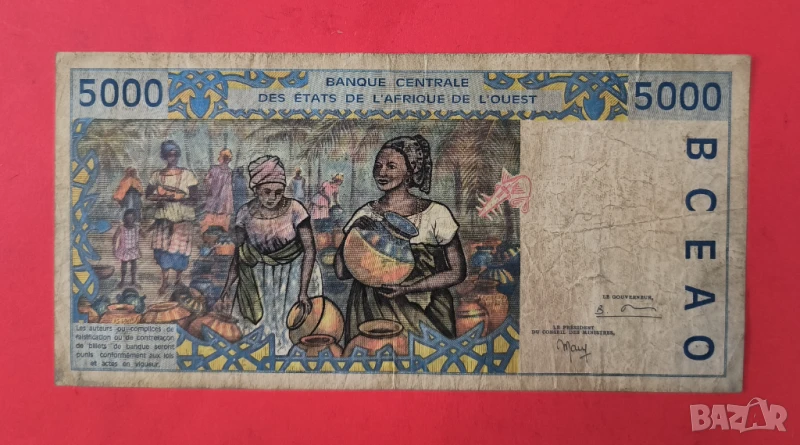 5000
BANQUE CENTRALE
DES ÉTATS DE L'AFRIQUE DE L'OUEST
5000
BCEAO
LE GOUVERNEUR,
LE PRÉSIDENT
DU CONSEIL DES MINISTRES,
Les auteurs ou complices de
falsification ou de contrefaçon
de billets de banque seront
punis conformément aux lois
et actes en vigueur.
BAZAR